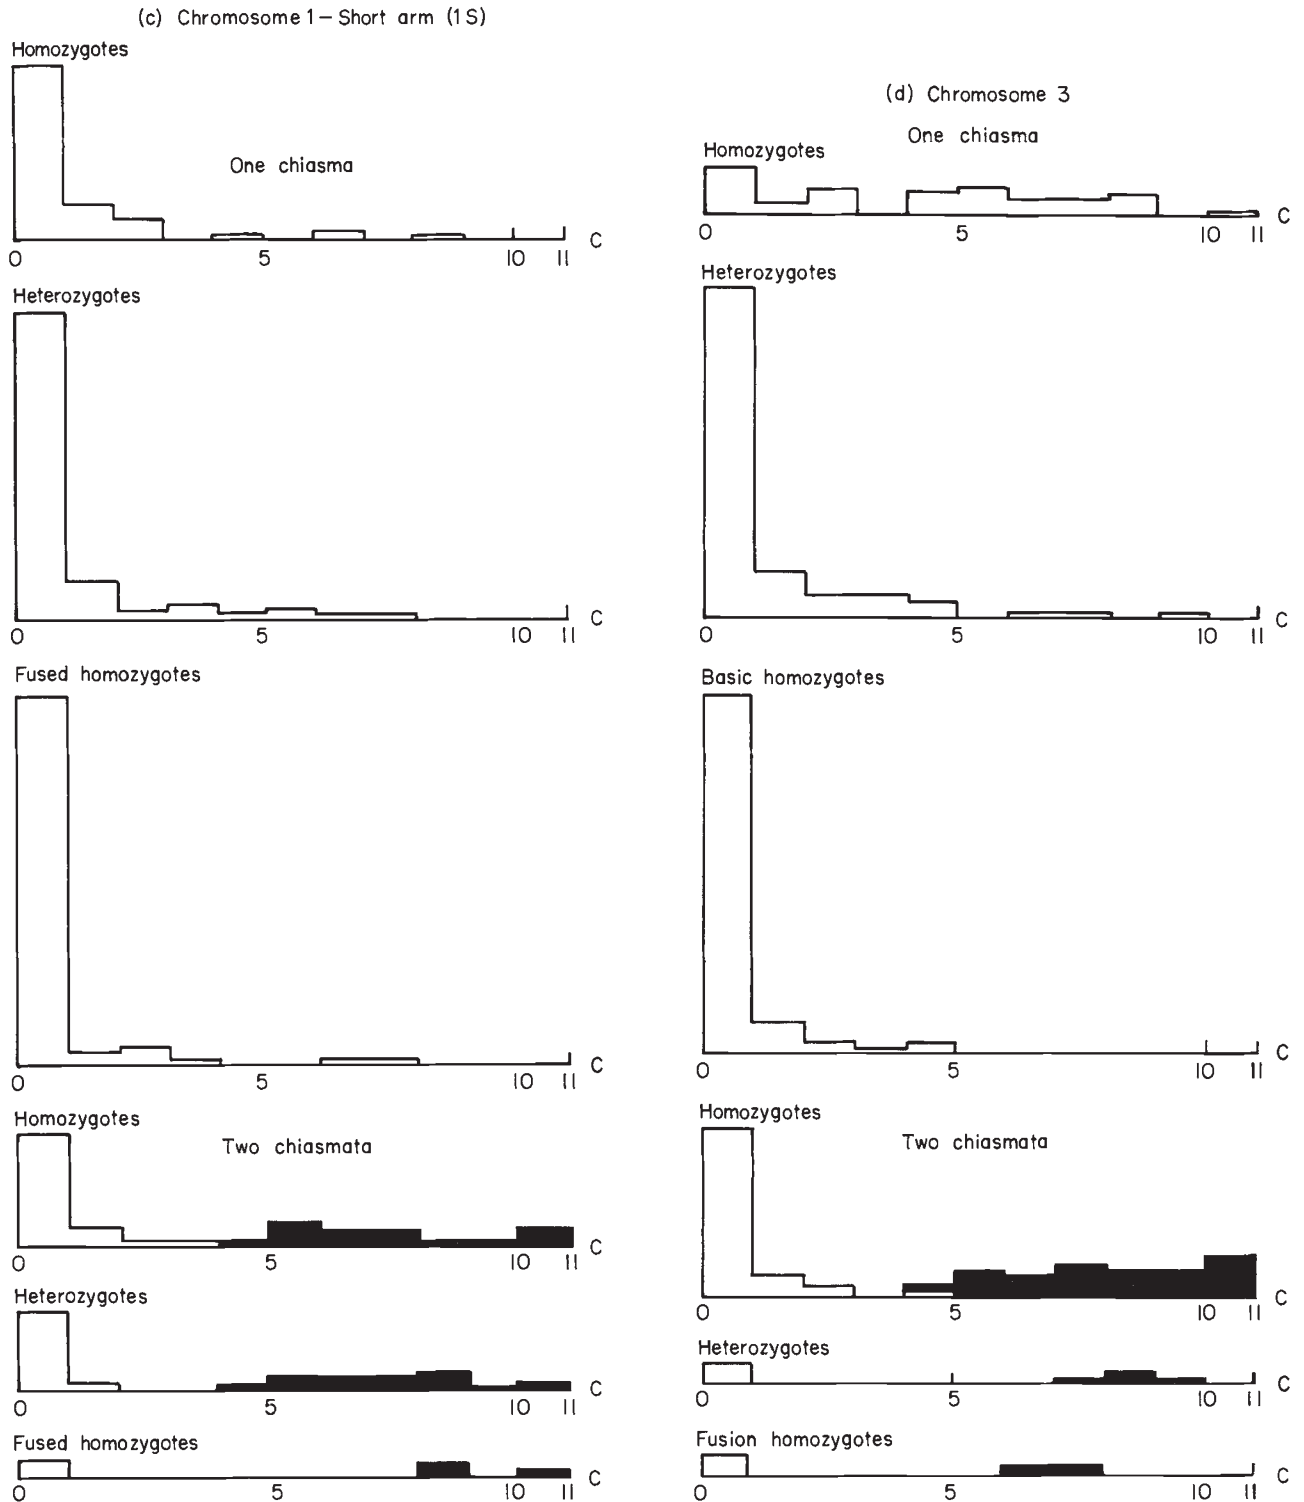 (c) Chromosome 1 – Short arm (1 S)
Homozygotes
One chiasma
0 5 10 11 C
Heterozygotes
0 5 10 11 C
Fused homozygotes
0 5 10 11 C
Homozygotes
Two chiasmata
0 5 10 11 C
Heterozygotes
0 5 10 11 C
Fused homozygotes
0 5 10 11 C
(d) Chromosome 3
One chiasma
Homozygotes
0 5 10 11 C
Heterozygotes
0 5 10 11 C
Basic homozygotes
0 5 10 11 C
Homozygotes
Two chiasmata
0 5 10 11 C
Heterozygotes
0 5 10 11 C
Fusion homozygotes
0 5 10 11 C